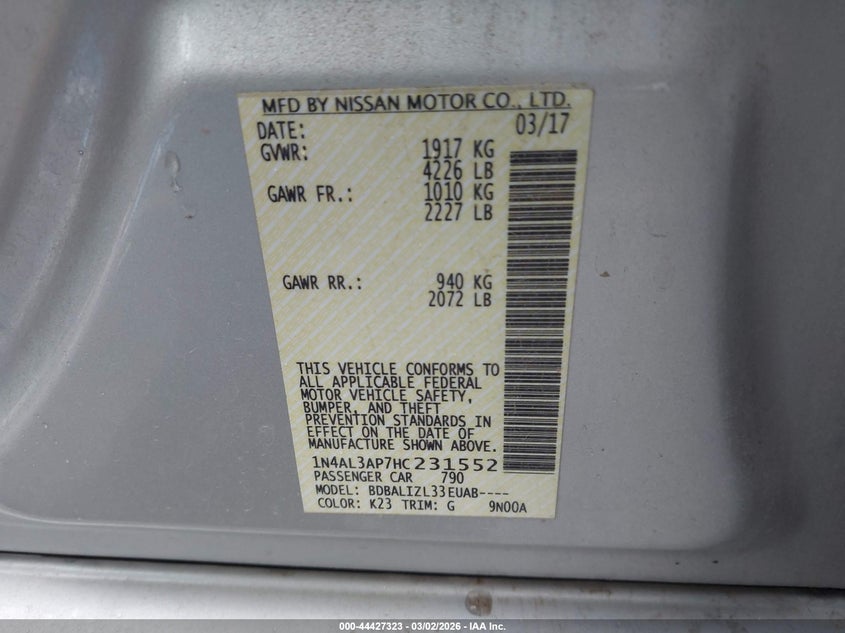 MFD BY NISSAN MOTOR CO., LTD.
DATE: 03/17
GVWR: 1917 KG
4226 LB
GAWR FR.: 1010 KG
2227 LB
GAWR RR.: 940 KG
2072 LB
THIS VEHICLE CONFORMS TO
ALL APPLICABLE FEDERAL
MOTOR VEHICLE SAFETY,
BUMPER, AND THEFT
PREVENTION STANDARDS IN
EFFECT ON THE DATE OF
MANUFACTURE SHOWN ABOVE.
1N4AL3AP7HC231552
PASSENGER CAR 790
MODEL: BDBALIZL33EUAB----
COLOR: K23 TRIM: G 9N00A
000-44427323 - 03/02/2026 - IAA Inc.